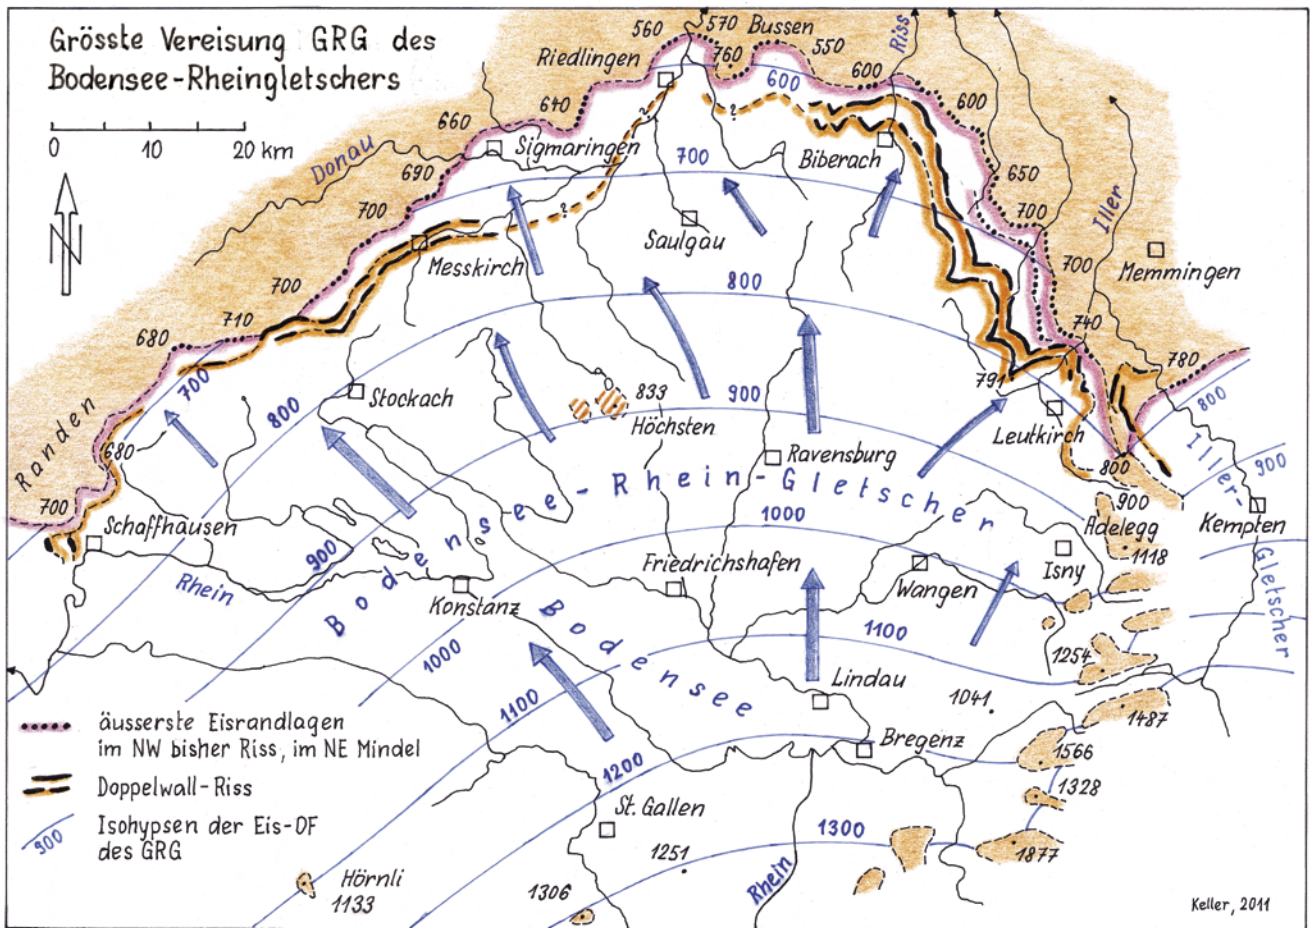 Grösste Vereisung GRG des
Bodensee-Rheingletschers
0 10 20 km
N
560
570
Bussen
Riedlingen
760
550
Riss
600
600
640
600
660
Sigmaringen
Donau
690
700
Biberach
650
?
?
?
700
Saulgau
700
Iller
Messkirch
700
Memmingen
700
800
710
680
740
700
780
791
800
Stockach
833
Höchsten
900
800
Leutkirch
Randen
680
Ravensburg
800
900
Iller-
Gletscher
900
Bodensee-Rhein-Gletscher
700
Schaffhausen
1000
Adelegg
1118
Kempten
900
Rhein
Friedrichshafen
Isny
Wangen
Konstanz
Bodensee
1100
1000
1254
Lindau
1041
1100
1487
Bregenz
1566
1200
1328
St. Gallen
1300
1877
1251
Rhein
Hörnli
1133
1306
äusserste Eisrandlagen
im NW bisher Riss, im NE Mindel
Doppelwall-Riss
900
Isohypsen der Eis-OF
des GRG
Keller, 2011